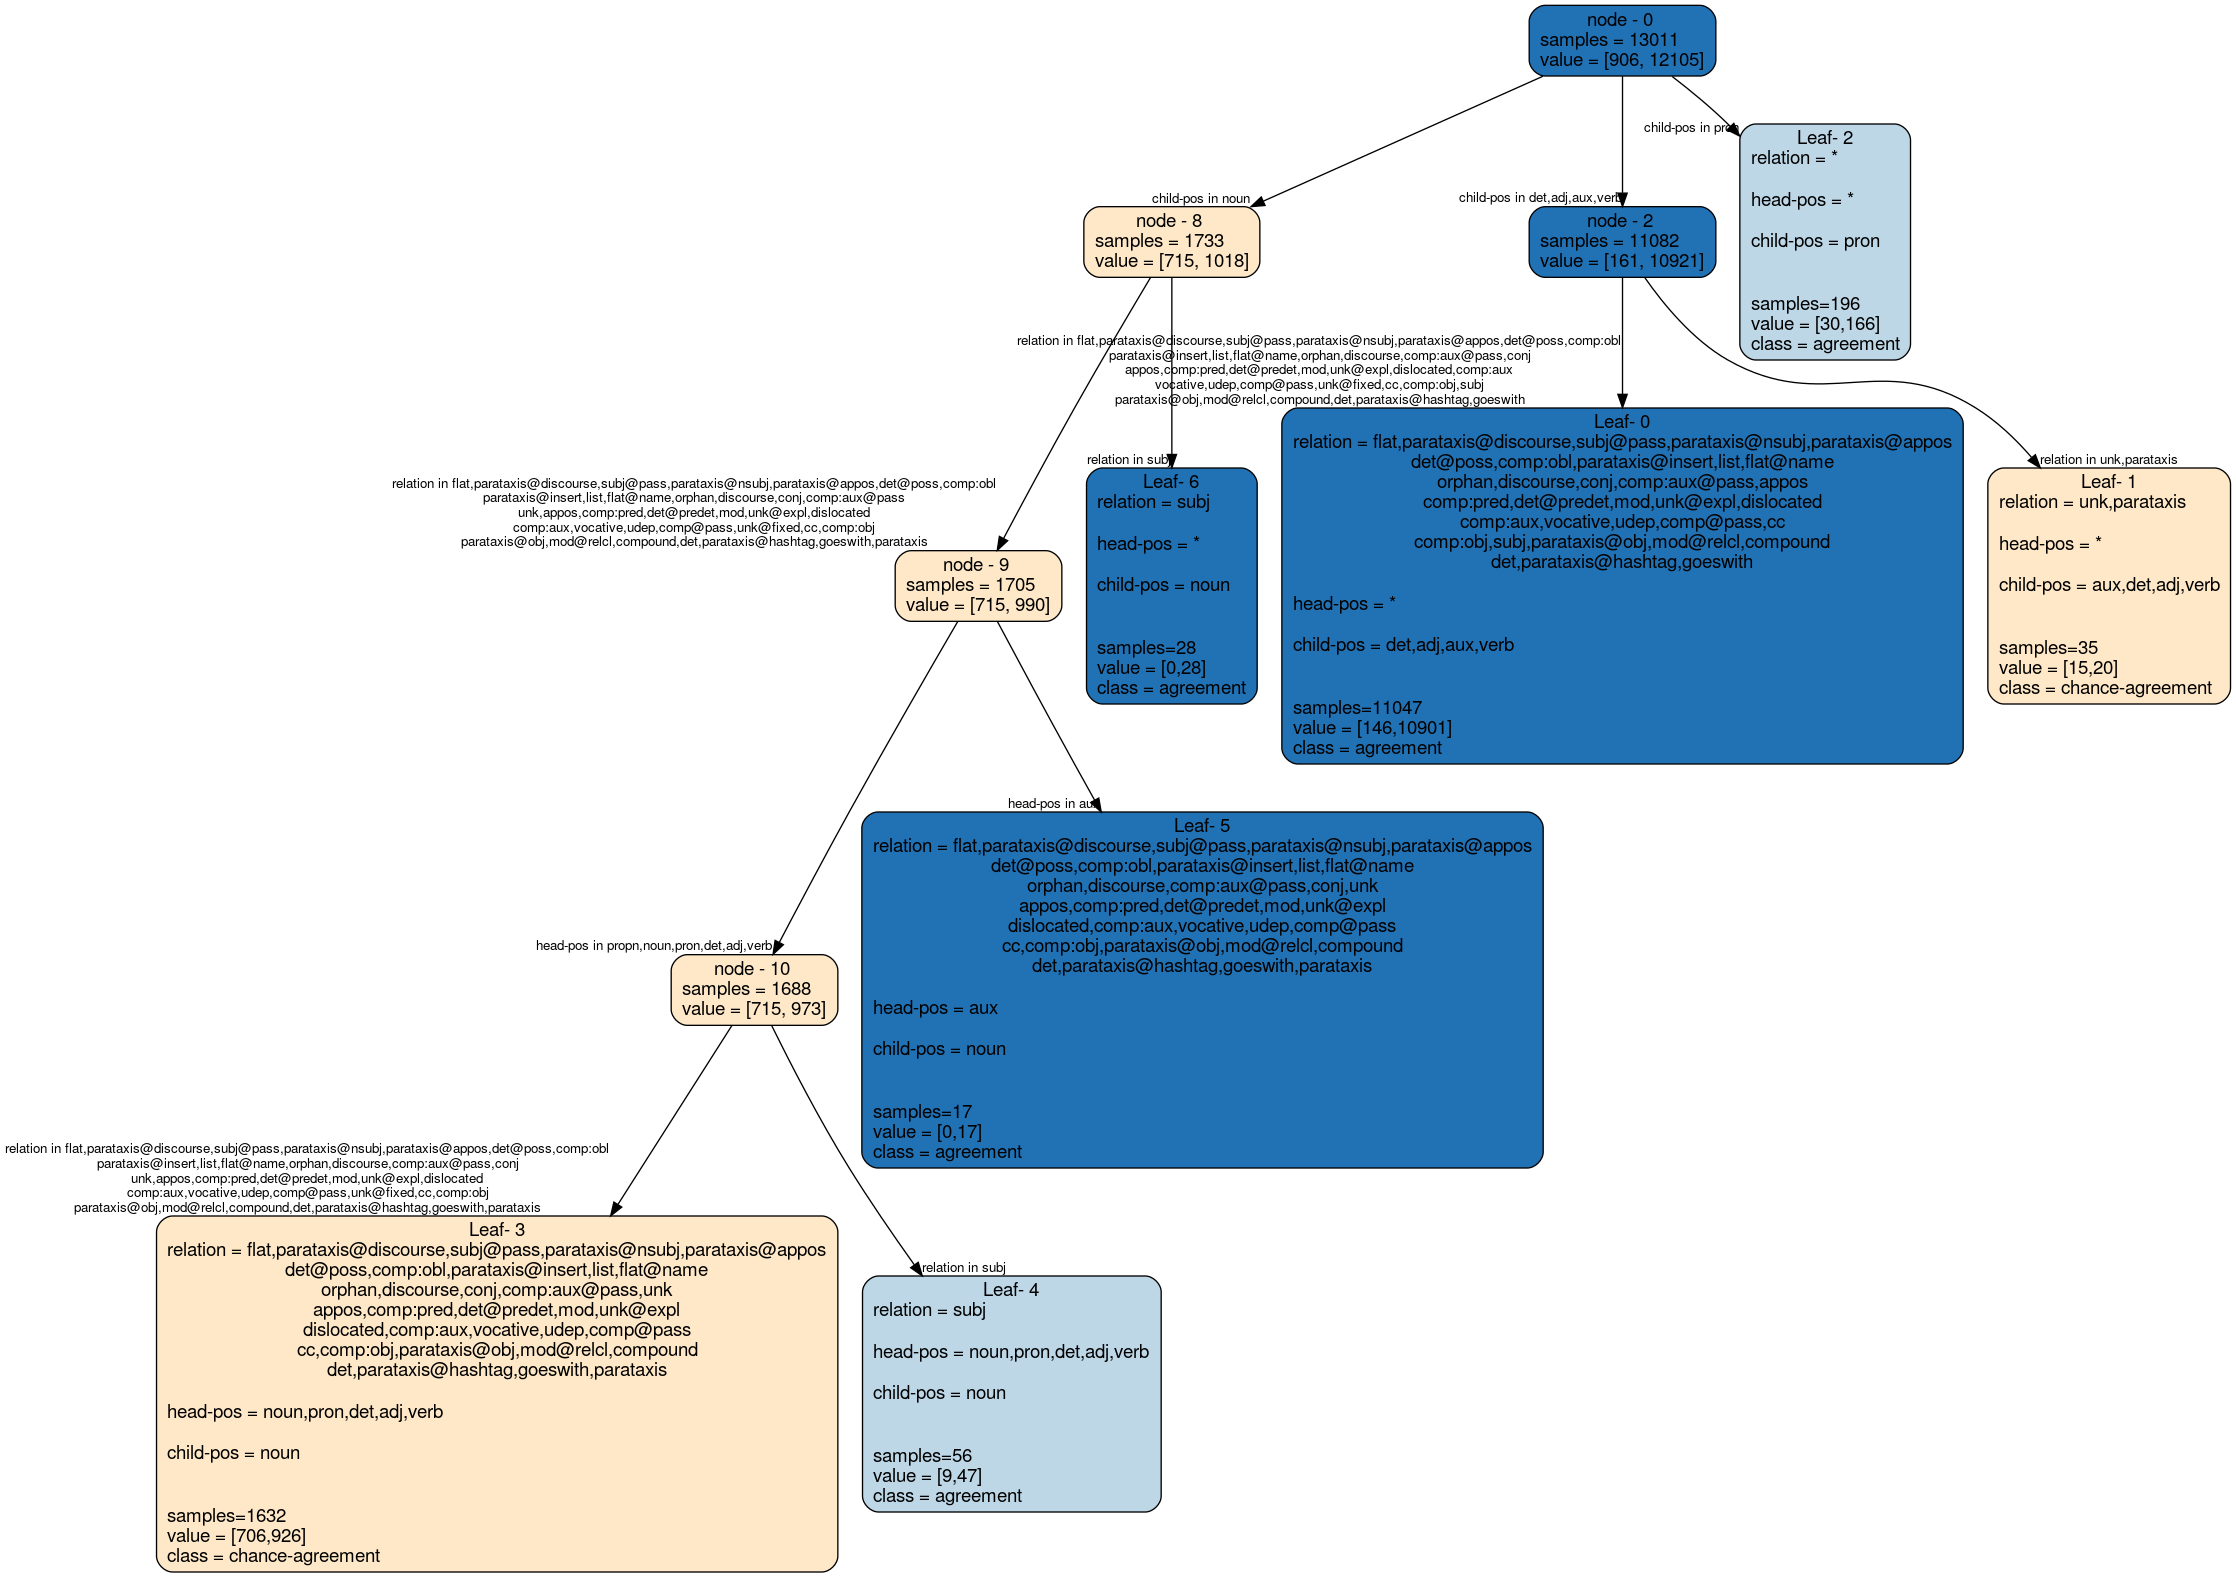 node - 0
samples = 13011
value = [906, 12105]
child-pos in pron
Leaf- 2
relation = *
head-pos = *
child-pos = pron
samples=196
value = [30,166]
class = agreement
child-pos in noun
node - 8
samples = 1733
value = [715, 1018]
child-pos in det,adj,aux,verb
node - 2
samples = 11082
value = [161, 10921]
relation in flat,parataxis@discourse,subj@pass,parataxis@nsubj,parataxis@appos,det@poss,comp:obl
parataxis@insert,list,flat@name,orphan,discourse,comp:aux@pass,conj
appos,comp:pred,det@predet,mod,unk@expl,dislocated,comp:aux
vocative,udep,comp@pass,unk@fixed,cc,comp:obj,subj
parataxis@obj,mod@relcl,compound,det,parataxis@hashtag,goeswith
Leaf- 0
relation = flat,parataxis@discourse,subj@pass,parataxis@nsubj,parataxis@appos
det@poss,comp:obl,parataxis@insert,list,flat@name
orphan,discourse,conj,comp:aux@pass,appos
comp:pred,det@predet,mod,unk@expl,dislocated
comp:aux,vocative,udep,comp@pass,cc
comp:obj,subj,parataxis@obj,mod@relcl,compound
det,parataxis@hashtag,goeswith
head-pos = *
child-pos = det,adj,aux,verb
samples=11047
value = [146,10901]
class = agreement
relation in unk,parataxis
Leaf- 1
relation = unk,parataxis
head-pos = *
child-pos = aux,det,adj,verb
samples=35
value = [15,20]
class = chance-agreement
relation in subj
Leaf- 6
relation = subj
head-pos = *
child-pos = noun
samples=28
value = [0,28]
class = agreement
relation in flat,parataxis@discourse,subj@pass,parataxis@nsubj,parataxis@appos,det@poss,comp:obl
parataxis@insert,list,flat@name,orphan,discourse,conj,comp:aux@pass
unk,appos,comp:pred,det@predet,mod,unk@expl,dislocated
comp:aux,vocative,udep,comp@pass,unk@fixed,cc,comp:obj
parataxis@obj,mod@relcl,compound,det,parataxis@hashtag,goeswith,parataxis
node - 9
samples = 1705
value = [715, 990]
head-pos in aux
Leaf- 5
relation = flat,parataxis@discourse,subj@pass,parataxis@nsubj,parataxis@appos
det@poss,comp:obl,parataxis@insert,list,flat@name
orphan,discourse,comp:aux@pass,conj,unk
appos,comp:pred,det@predet,mod,unk@expl
dislocated,comp:aux,vocative,udep,comp@pass
cc,comp:obj,parataxis@obj,mod@relcl,compound
det,parataxis@hashtag,goeswith,parataxis
head-pos = aux
child-pos = noun
samples=17
value = [0,17]
class = agreement
head-pos in propn,noun,pron,det,adj,verb
node - 10
samples = 1688
value = [715, 973]
relation in flat,parataxis@discourse,subj@pass,parataxis@nsubj,parataxis@appos,det@poss,comp:obl
parataxis@insert,list,flat@name,orphan,discourse,comp:aux@pass,conj
unk,appos,comp:pred,det@predet,mod,unk@expl,dislocated
comp:aux,vocative,udep,comp@pass,unk@fixed,cc,comp:obj
parataxis@obj,mod@relcl,compound,det,parataxis@hashtag,goeswith,parataxis
Leaf- 3
relation = flat,parataxis@discourse,subj@pass,parataxis@nsubj,parataxis@appos
det@poss,comp:obl,parataxis@insert,list,flat@name
orphan,discourse,conj,comp:aux@pass,unk
appos,comp:pred,det@predet,mod,unk@expl
dislocated,comp:aux,vocative,udep,comp@pass
cc,comp:obj,parataxis@obj,mod@relcl,compound
det,parataxis@hashtag,goeswith,parataxis
head-pos = noun,pron,det,adj,verb
child-pos = noun
samples=1632
value = [706,926]
class = chance-agreement
relation in subj
Leaf- 4
relation = subj
head-pos = noun,pron,det,adj,verb
child-pos = noun
samples=56
value = [9,47]
class = agreement